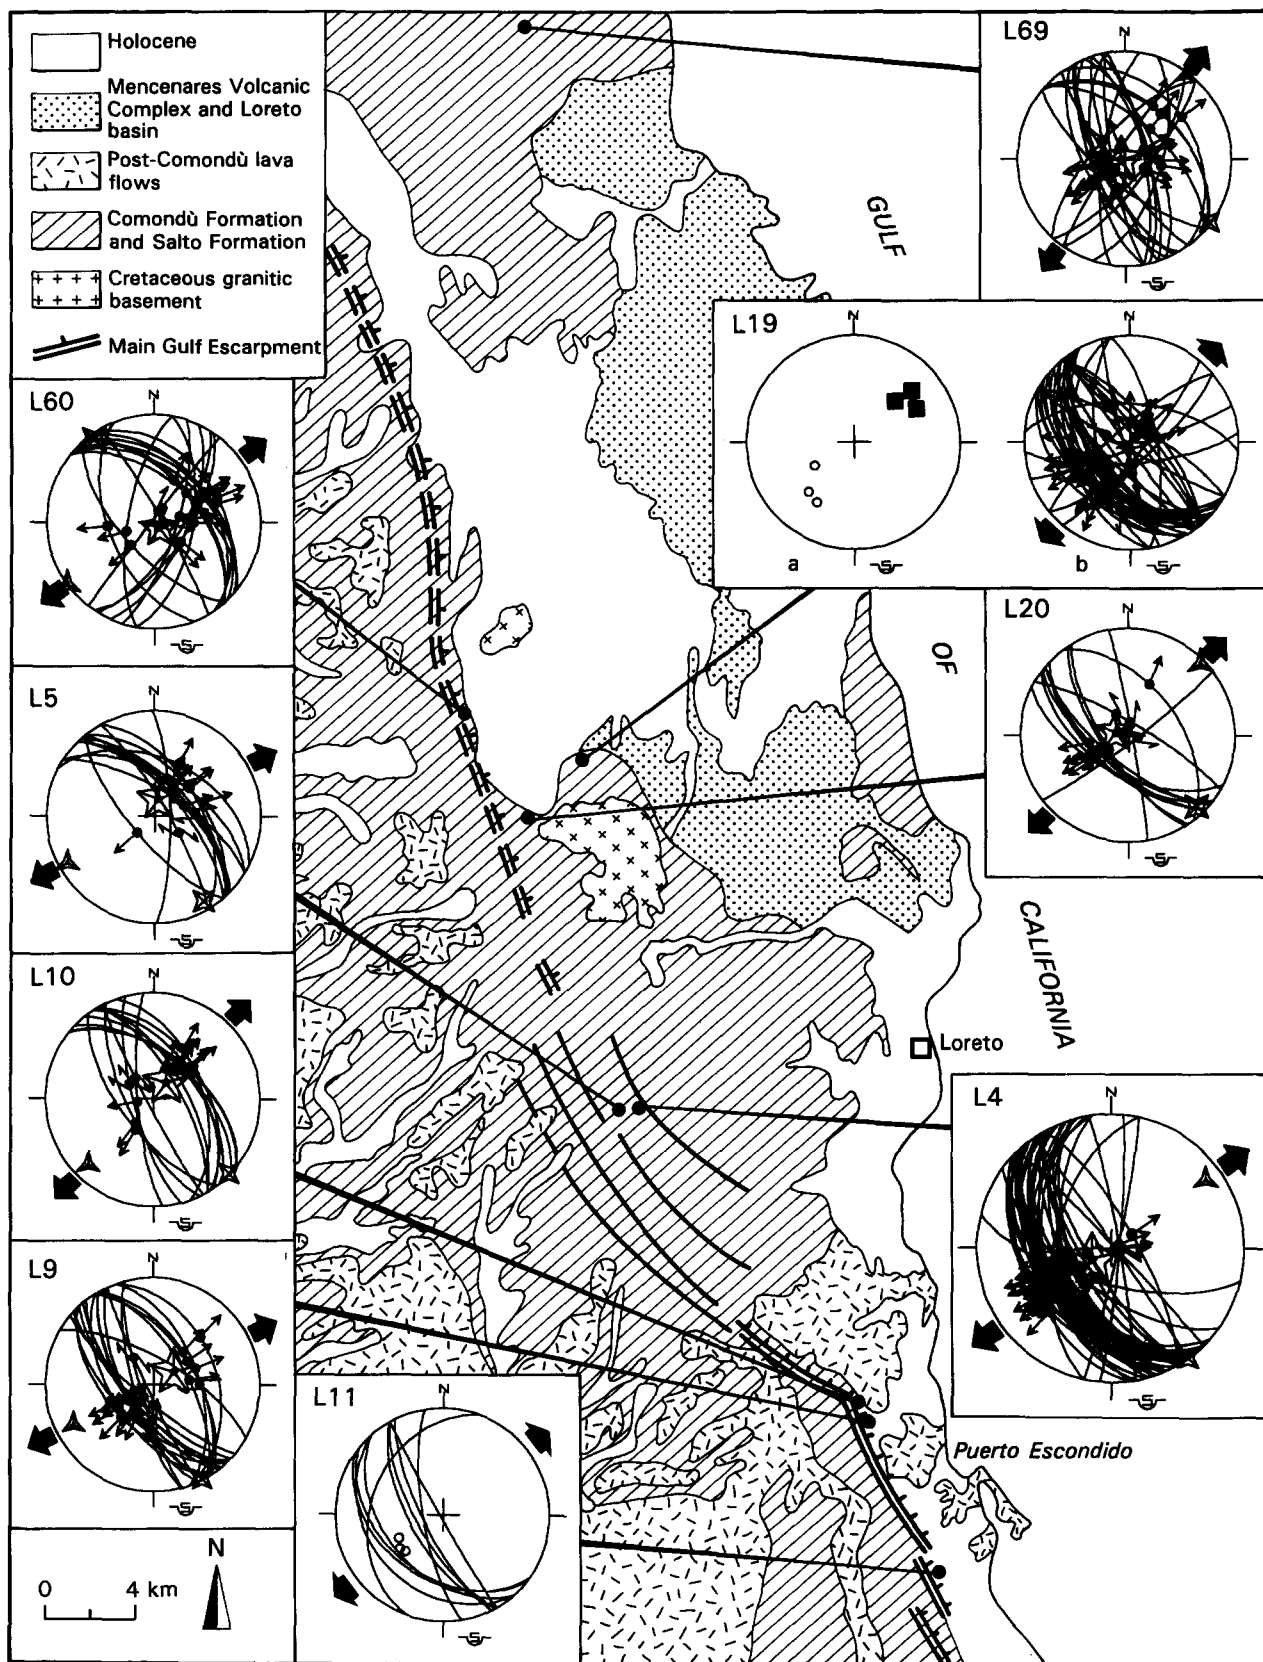 Holocene
Mencenares Volcanic
Complex and Loreto
basin
Post-Comondù lava
flows
Comondù Formation
and Salto Formation
Cretaceous granitic
basement
Main Gulf Escarpment
L69
N
S
GULF
L19
N
N
a
S
b
S
L60
N
S
L20
N
S
OF
L5
N
S
CALIFORNIA
L10
N
S
Loreto
L4
N
S
L9
N
S
L11
N
S
Puerto Escondido
N
0 4 km